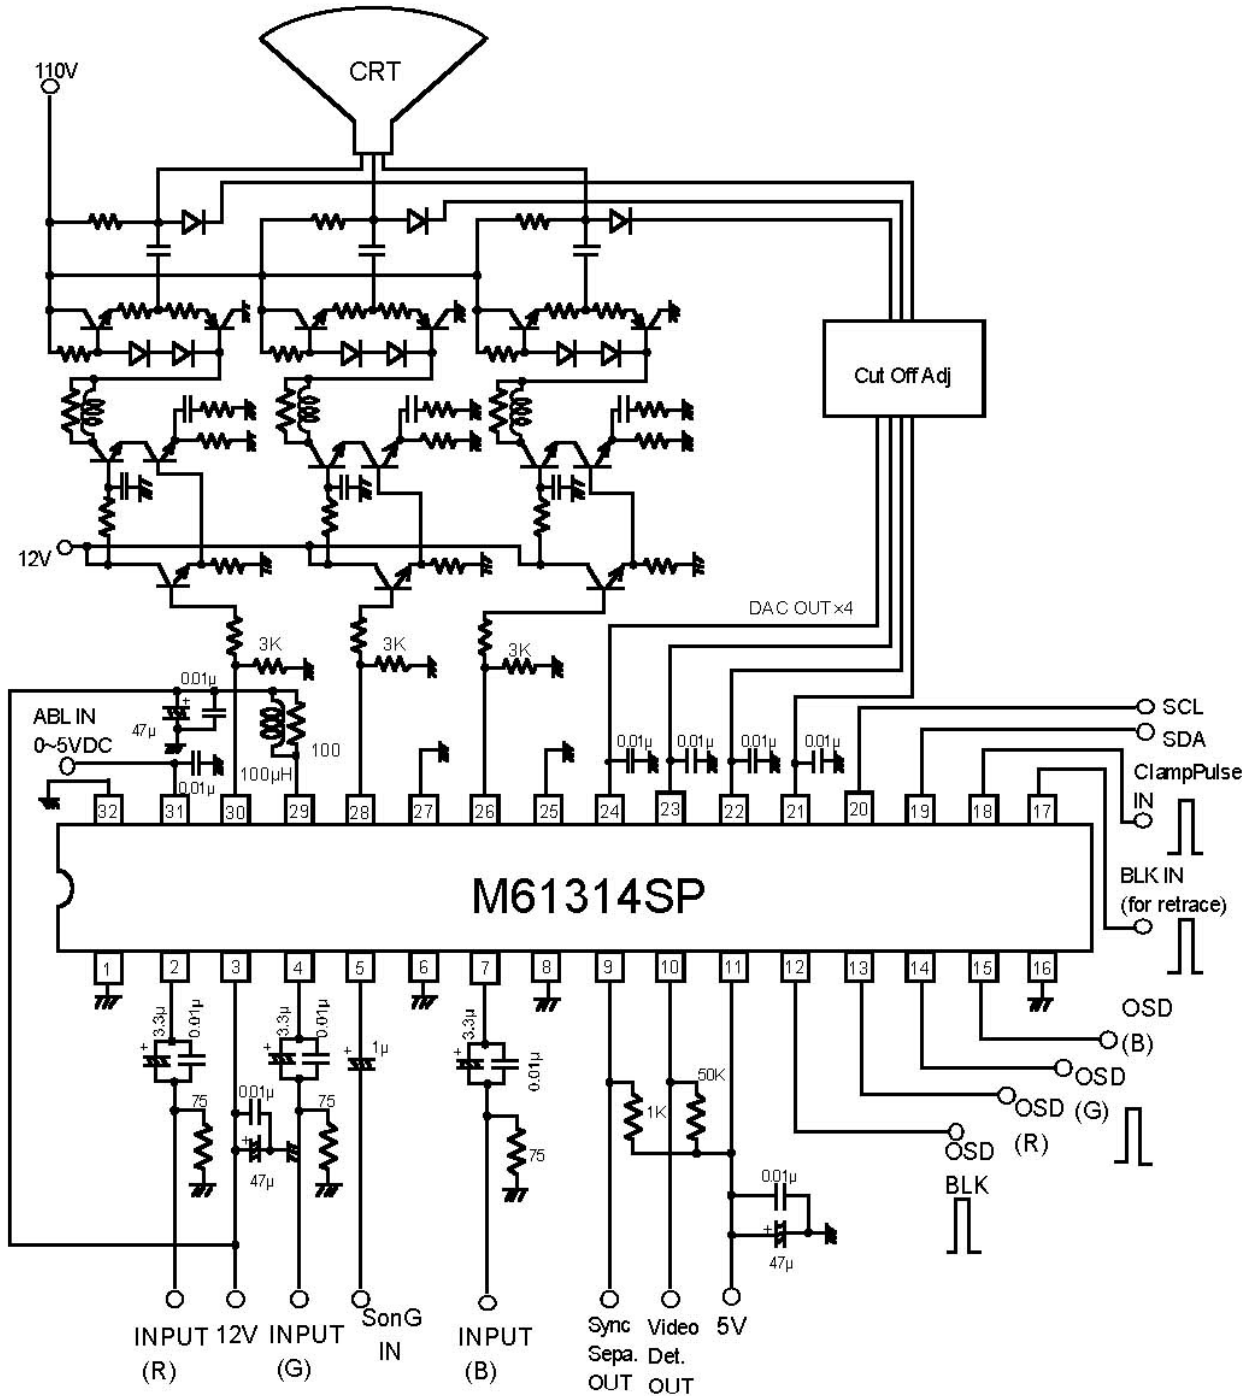 CRT
110V
Cut Off Adj
12V
DAC OUT×4
3K
3K
3K
0.01μ
47μ
ABL IN
0~5VDC
0.01μ
100μH
100
0.01μ
0.01μ
0.01μ
0.01μ
SCL
SDA
ClampPulse
IN
BLK IN
(for retrace)
32 31 30 29 28 27 26 25 24 23 22 21 20 19 18 17
M61314SP
1 2 3 4 5 6 7 8 9 10 11 12 13 14 15 16
3.3μ
0.01μ
3.3μ
0.01μ
1μ
3.3μ
0.01μ
75
0.01μ
47μ
75
75
1K
50K
0.01μ
47μ
OSD
(B)
OSD
(G)
OSD
(R)
OSD
BLK
INPUT
(R)
12V
INPUT
(G)
SonG
IN
INPUT
(B)
Sync
Sepa.
OUT
Video
Det.
OUT
5V